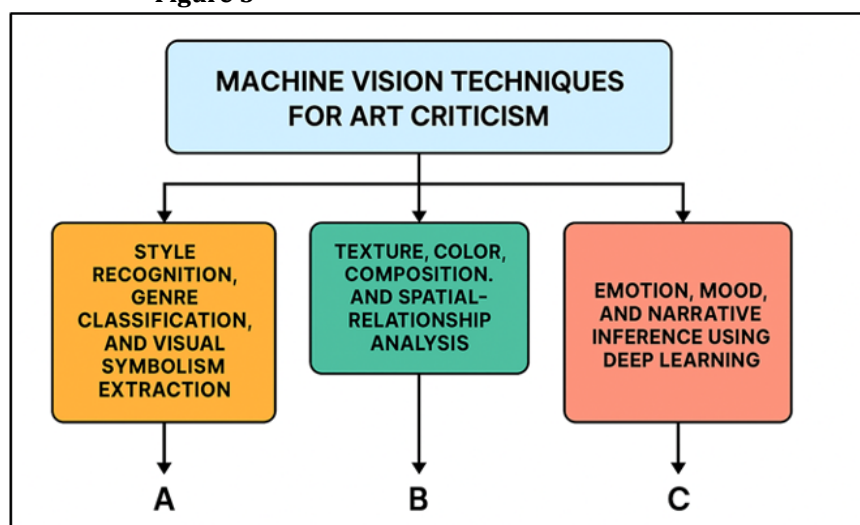 MACHINE VISION TECHNIQUES
FOR ART CRITICISM
STYLE
RECOGNITION,
GENRE
CLASSIFICATION,
AND VISUAL
SYMBOLISM
EXTRACTION
TEXTURE, COLOR,
COMPOSITION.
AND SPATIAL-
RELATIONSHIP
ANALYSIS
EMOTION, MOOD,
AND NARRATIVE
INFERENCE USING
DEEP LEARNING
A
B
C